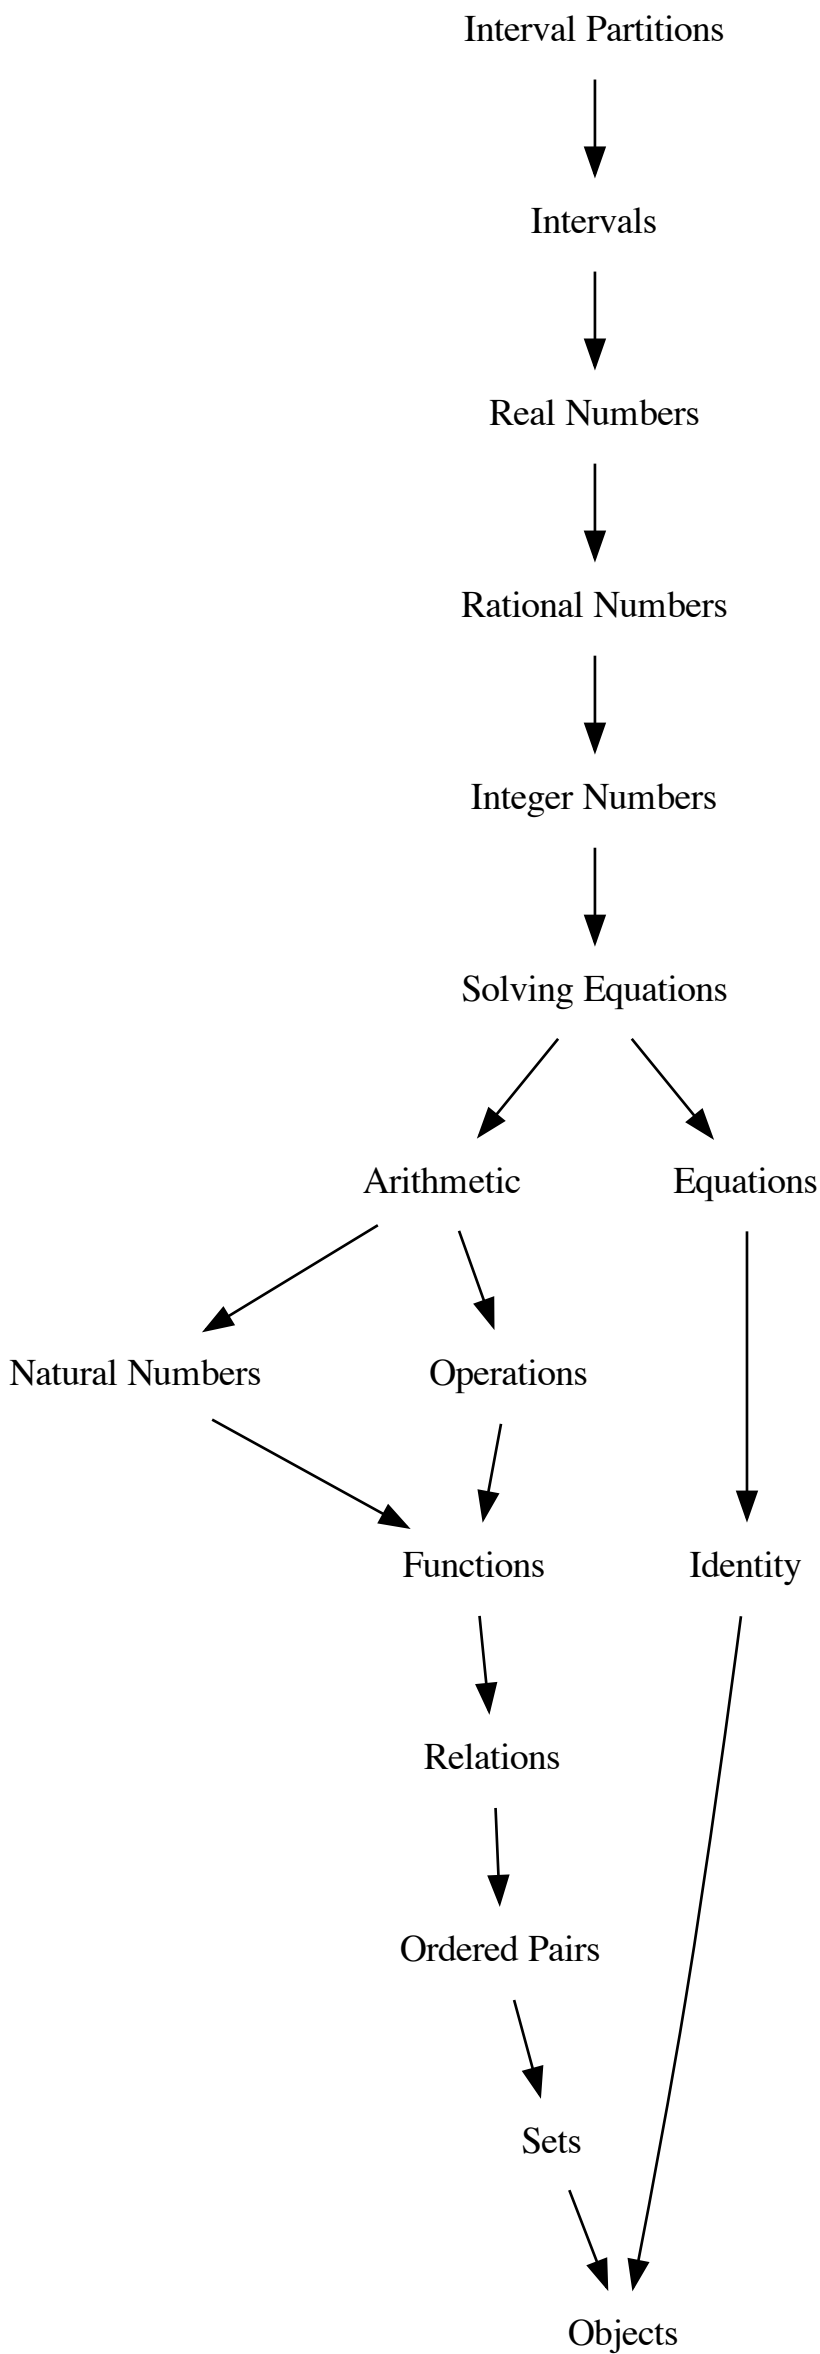 Interval Partitions
Intervals
Real Numbers
Rational Numbers
Integer Numbers
Solving Equations
Arithmetic
Equations
Natural Numbers
Operations
Functions
Identity
Relations
Ordered Pairs
Sets
Objects